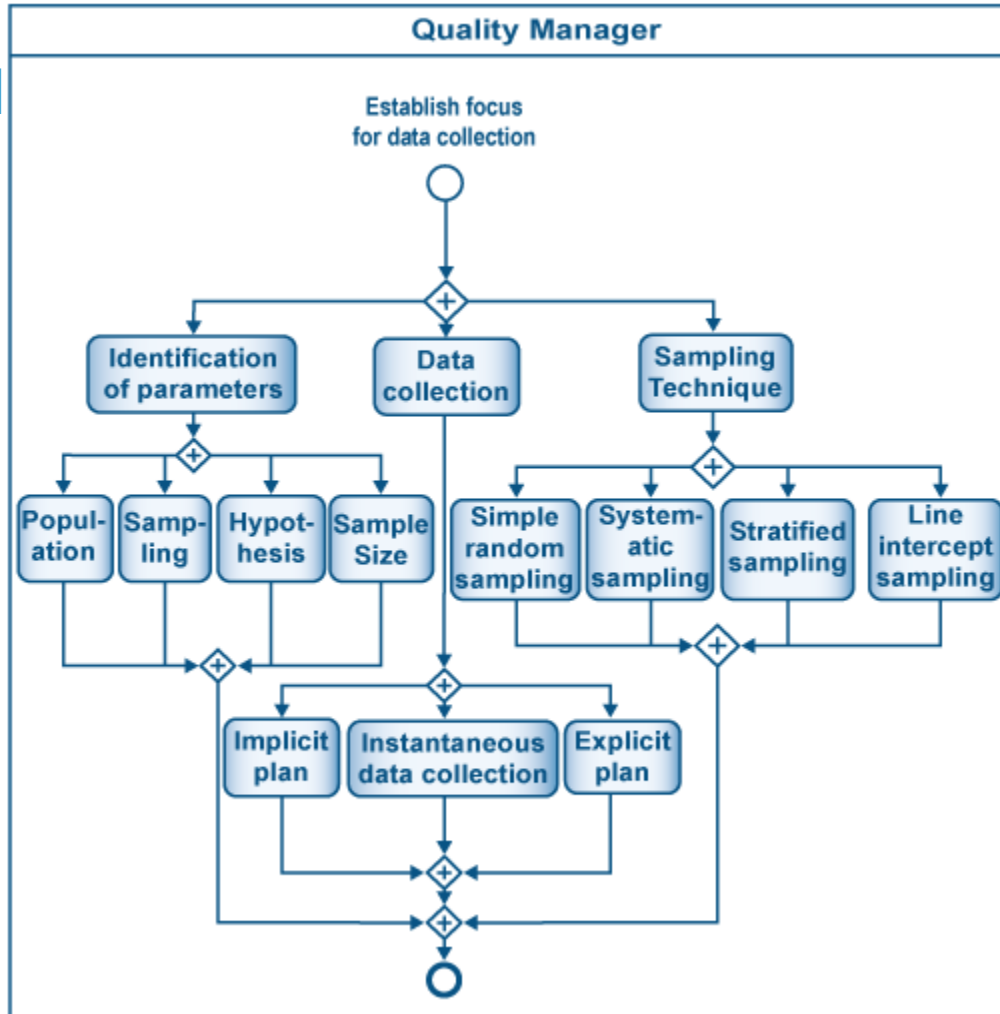 Quality Manager
Establish focus
for data collection
Identification
of parameters
Data
collection
Sampling
Technique
Popul-
ation
Samp-
ling
Hypot-
hesis
Sample
Size
Simple
random
sampling
System-
atic
sampling
Stratified
sampling
Line
intercept
sampling
Implicit
plan
Instantaneous
data collection
Explicit
plan